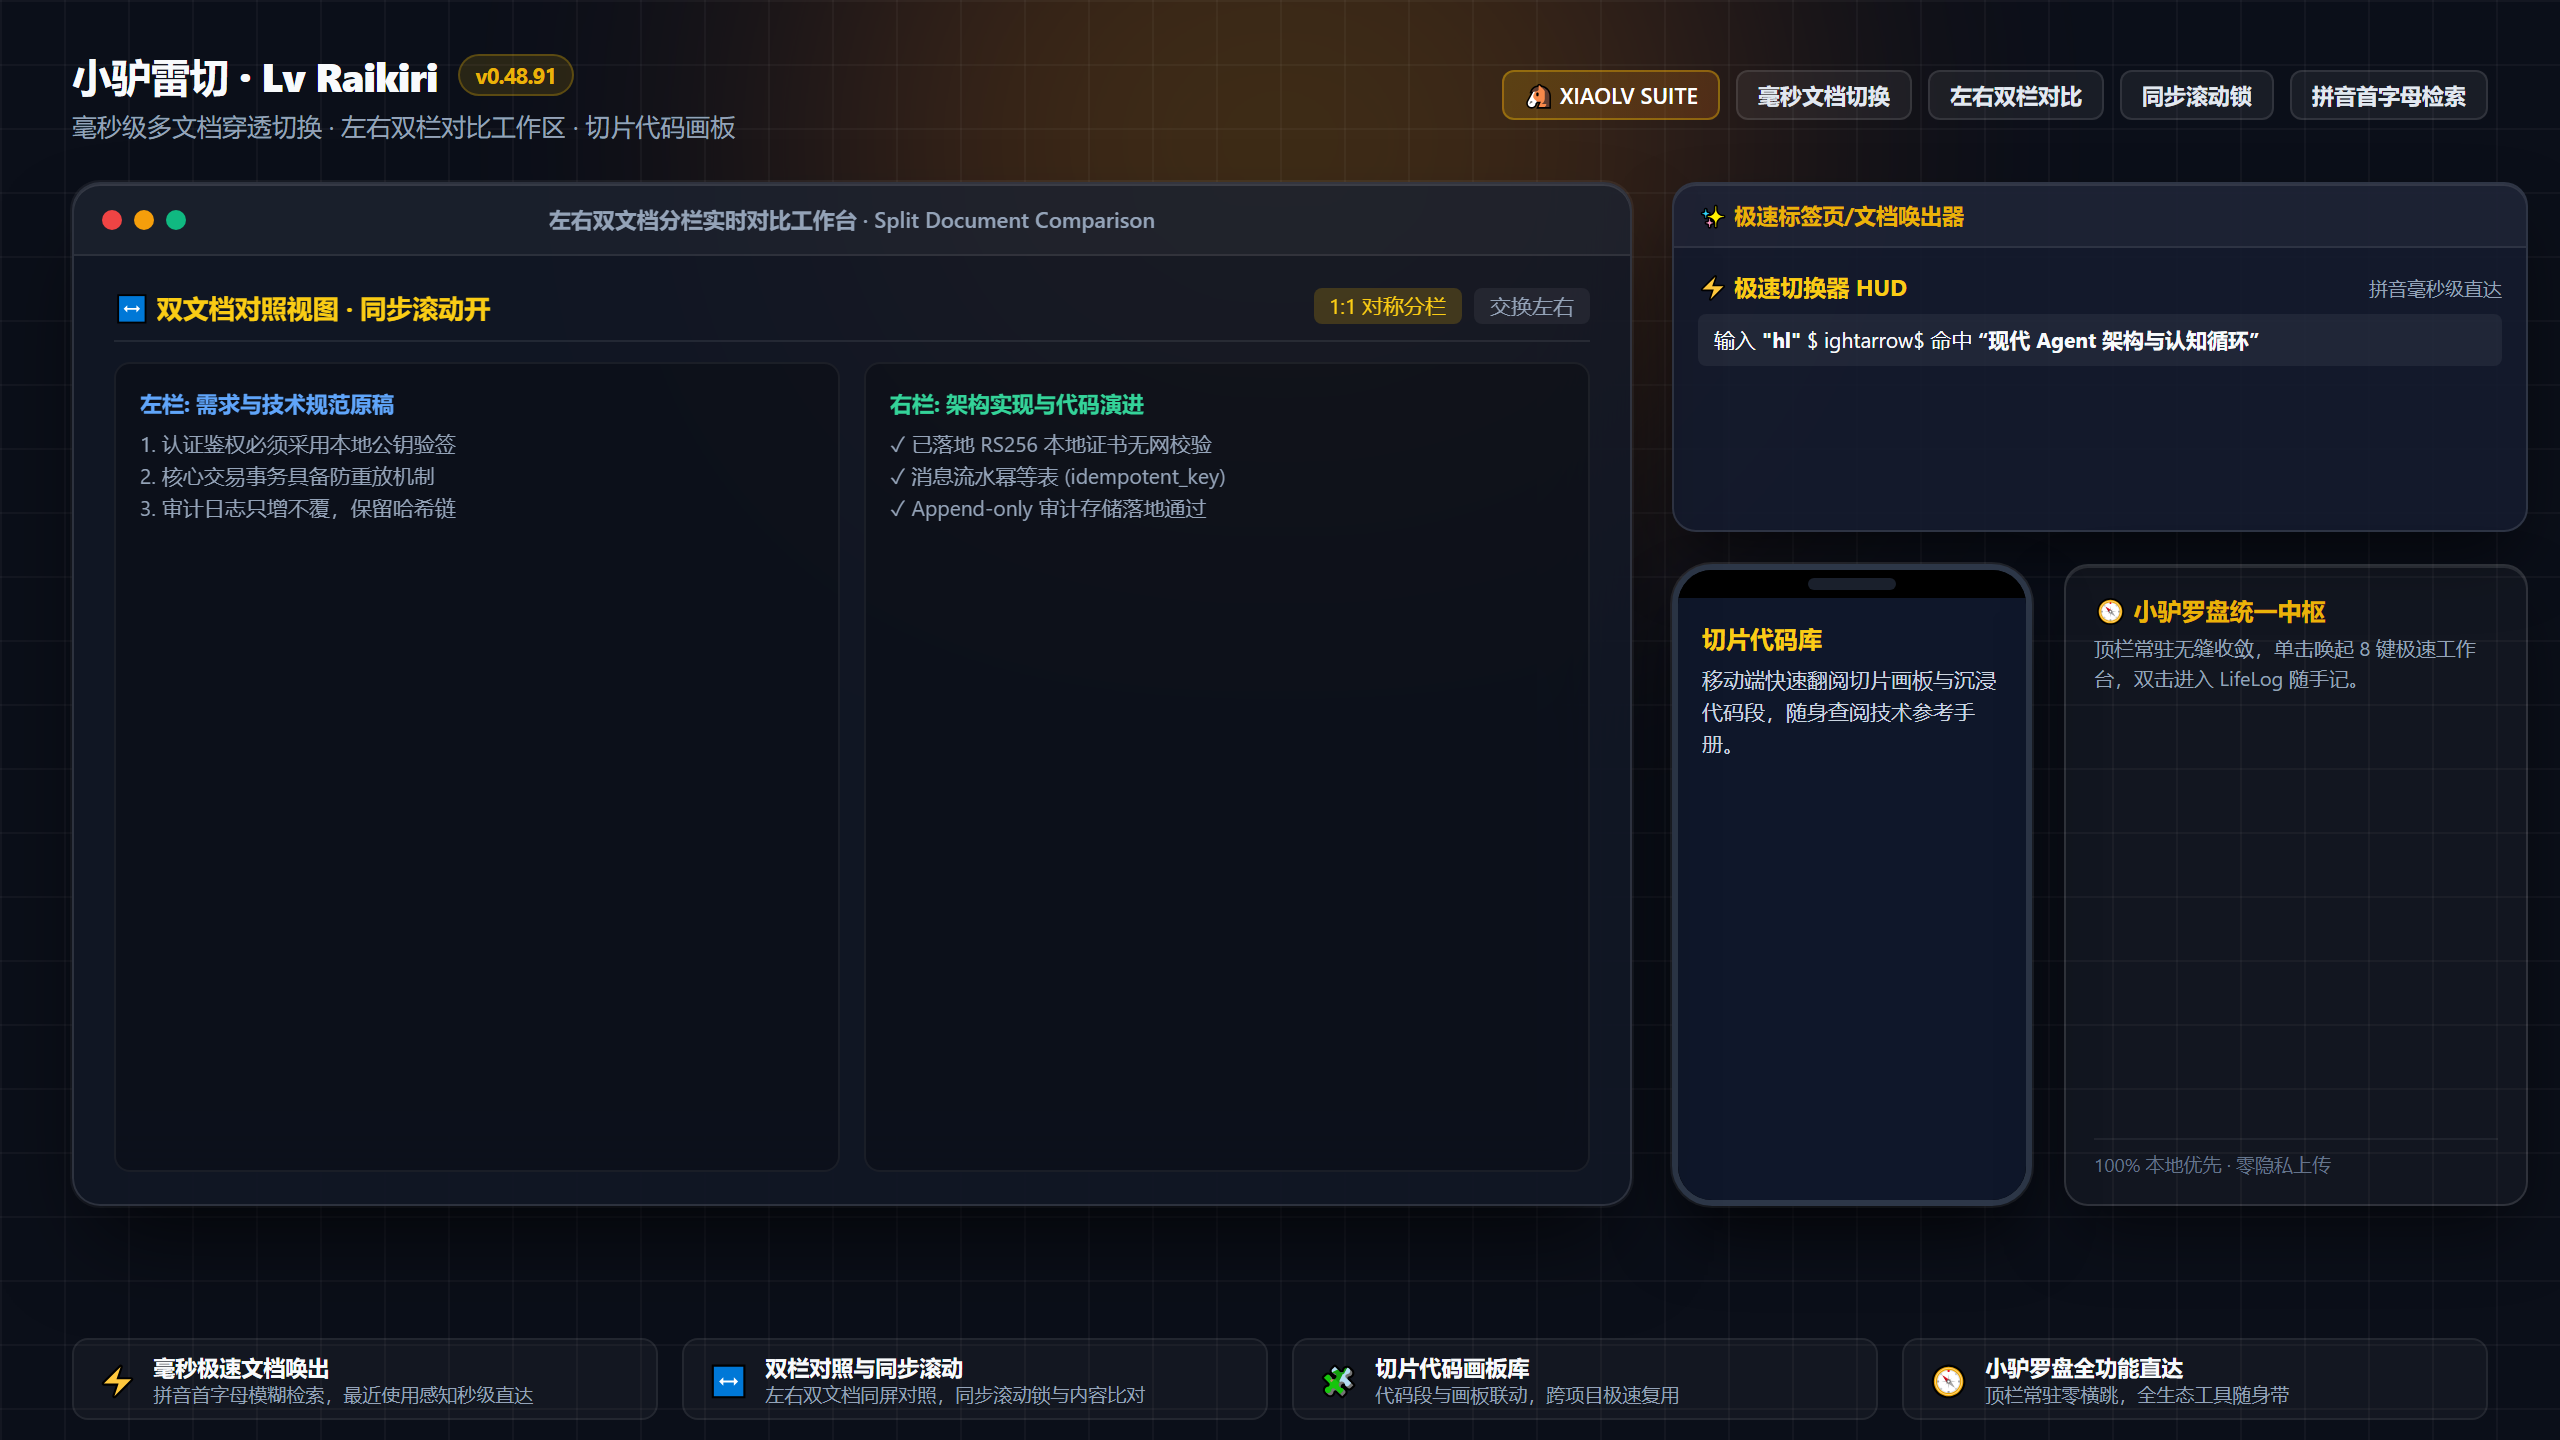 小驴雷切 · Lv Raikiri
v0.48.91
毫秒级多文档穿透切换 · 左右双栏对比工作区 · 切片代码画板
XIAOLV SUITE
毫秒文档切换
左右双栏对比
同步滚动锁
拼音首字母检索
左右双文档分栏实时对比工作台 · Split Document Comparison
双文档对照视图 · 同步滚动开
1:1 对称分栏
交换左右
左栏: 需求与技术规范原稿
1. 认证鉴权必须采用本地公钥验签
2. 核心交易事务具备防重放机制
3. 审计日志只增不覆，保留哈希链
右栏: 架构实现与代码演进
✓ 已落地 RS256 本地证书无网校验
✓ 消息流水幂等表 (idempotent_key)
✓ Append-only 审计存储落地通过
极速标签页/文档唤出器
极速切换器 HUD
拼音毫秒级直达
输入 "hl" $ ightarrow$ 命中 “现代 Agent 架构与认知循环”
切片代码库
移动端快速翻阅切片画板与沉浸
代码段，随身查阅技术参考手
册。
小驴罗盘统一中枢
顶栏常驻无缝收敛，单击唤起 8 键极速工作
台，双击进入 LifeLog 随手记。
100% 本地优先 · 零隐私上传
毫秒极速文档唤出
拼音首字母模糊检索，最近使用感知秒级直达
双栏对照与同步滚动
左右双文档同屏对照，同步滚动锁与内容比对
切片代码画板库
代码段与画板联动，跨项目极速复用
小驴罗盘全功能直达
顶栏常驻零横跳，全生态工具随身带